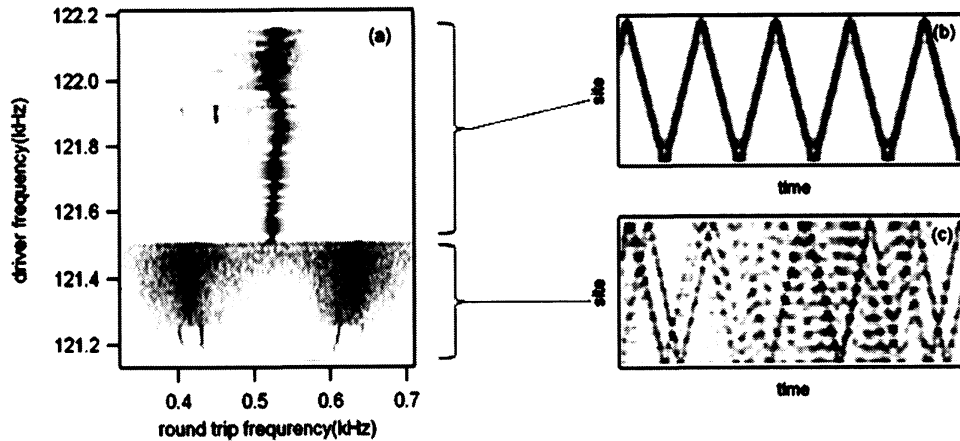 122.2
(a)
122.0
121.8
121.6
121.4
121.2
driver frequency(kHz)
0.4
0.5
0.6
0.7
round trip frqurency(kHz)
(b)
site
time
(c)
site
time